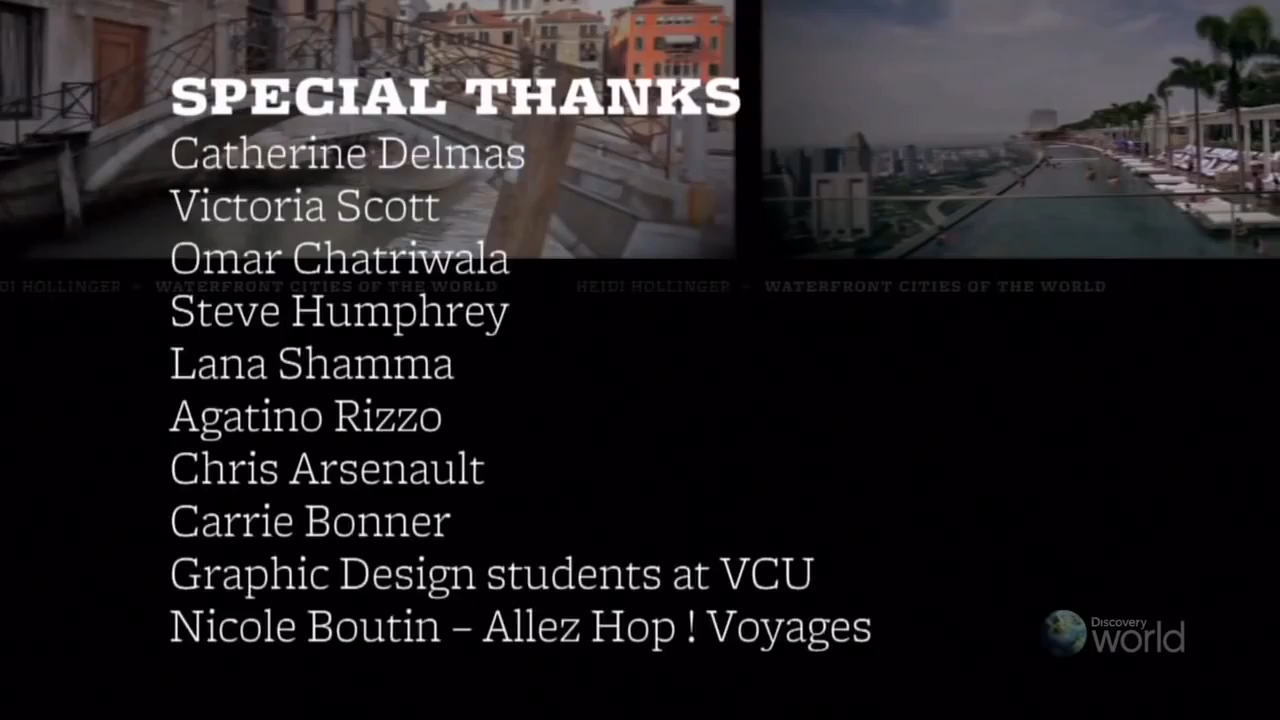 SPECIAL THANKS
Catherine Delmas
Victoria Scott
Omar Chatriwala
DI HOLLINGER – WATERFRONT CITIES OF THE WORLD
HEIDI HOLLINGER – WATERFRONT CITIES OF THE WORLD
Steve Humphrey
Lana Shamma
Agatino Rizzo
Chris Arsenault
Carrie Bonner
Graphic Design students at VCU
Nicole Boutin – Allez Hop ! Voyages
Discovery
world